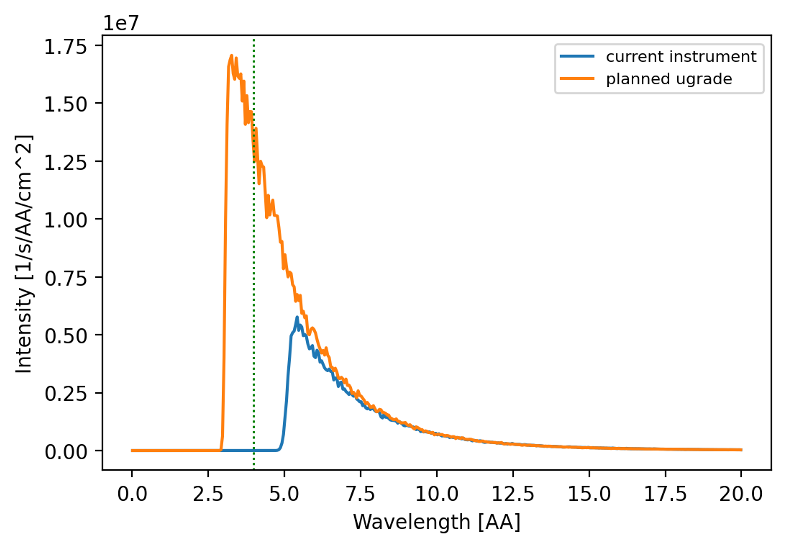 1e7
1.75
1.50
1.25
1.00
0.75
0.50
0.25
0.00
Intensity [1/s/AA/cm^2]
current instrument
planned ugrade
0.0 2.5 5.0 7.5 10.0 12.5 15.0 17.5 20.0
Wavelength [AA]